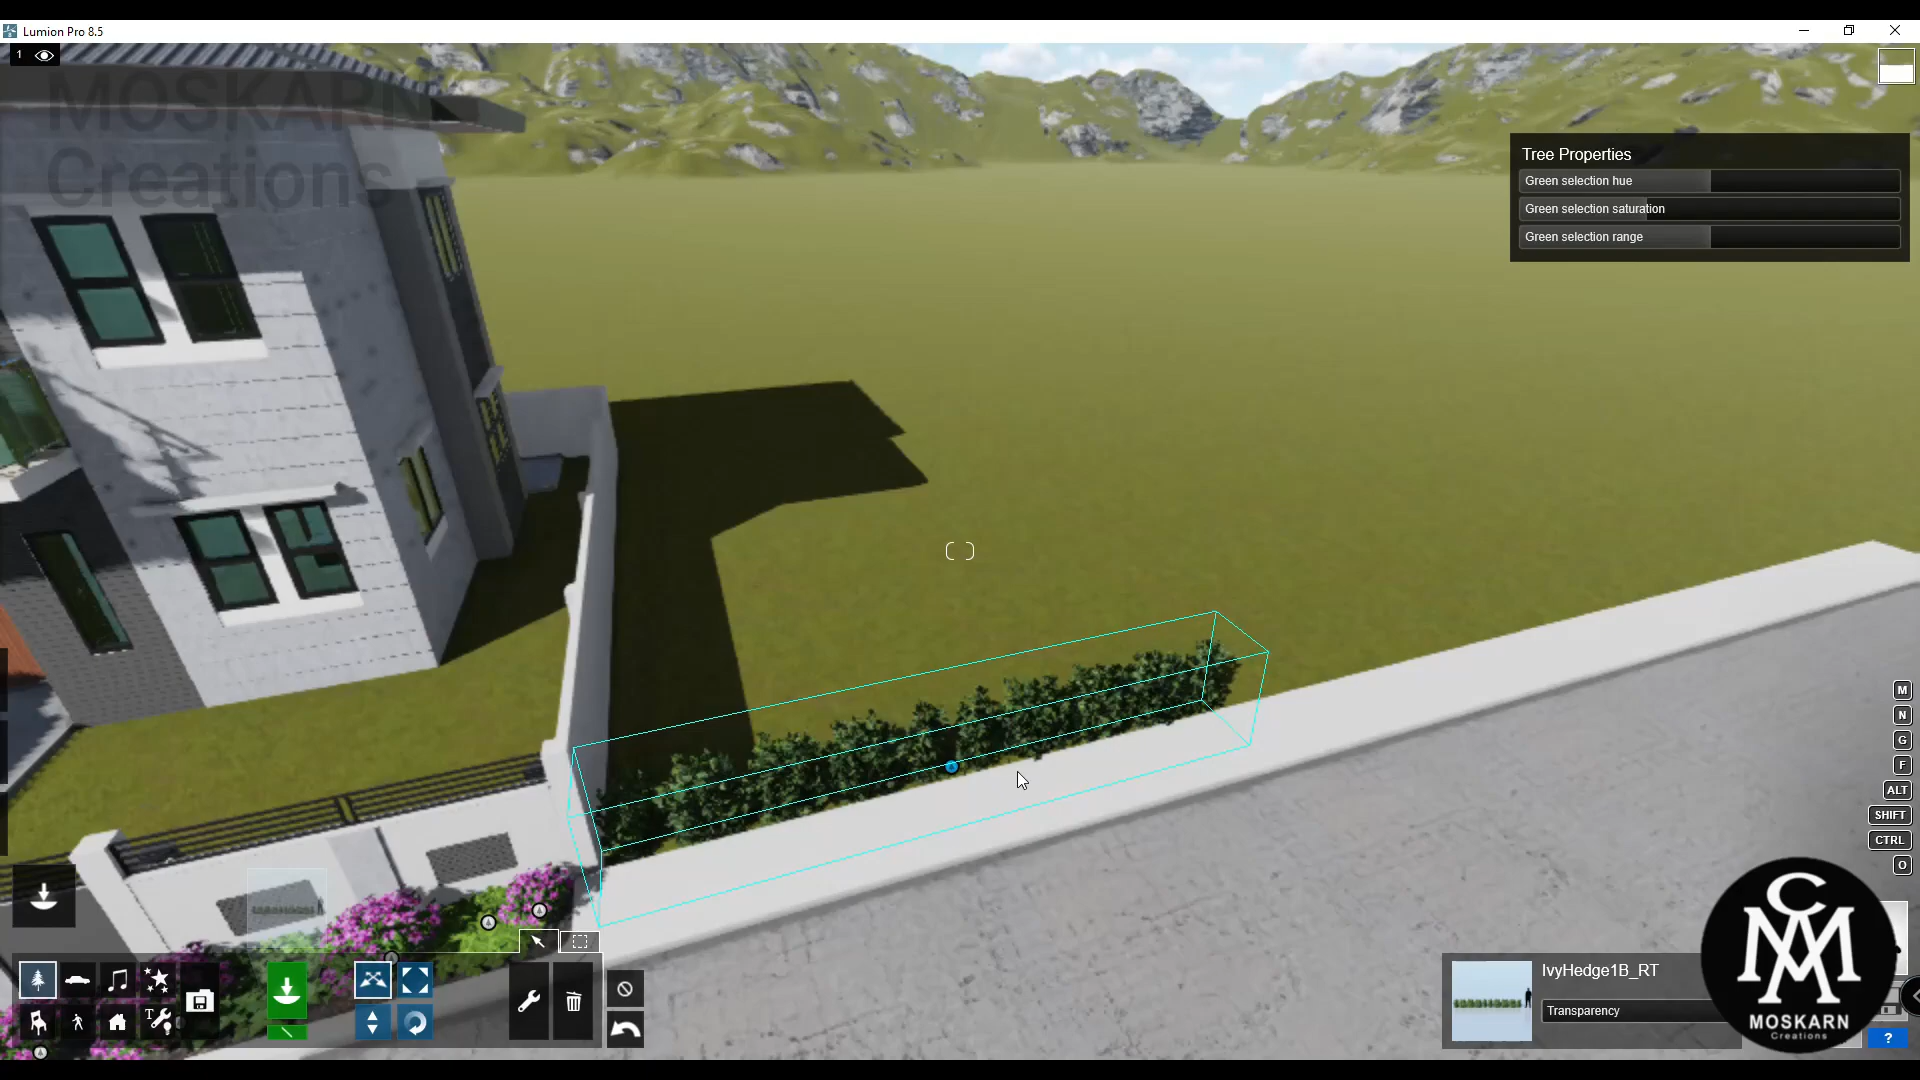 Lumion Pro 8.5
1
MOSKARN
Creations
Tree Properties
Green selection hue
Green selection saturation
Green selection range
M
N
G
F
ALT
SHIFT
CTRL
O
IvyHedge1B_RT
Transparency
CM
MOSKARN
Creations
?